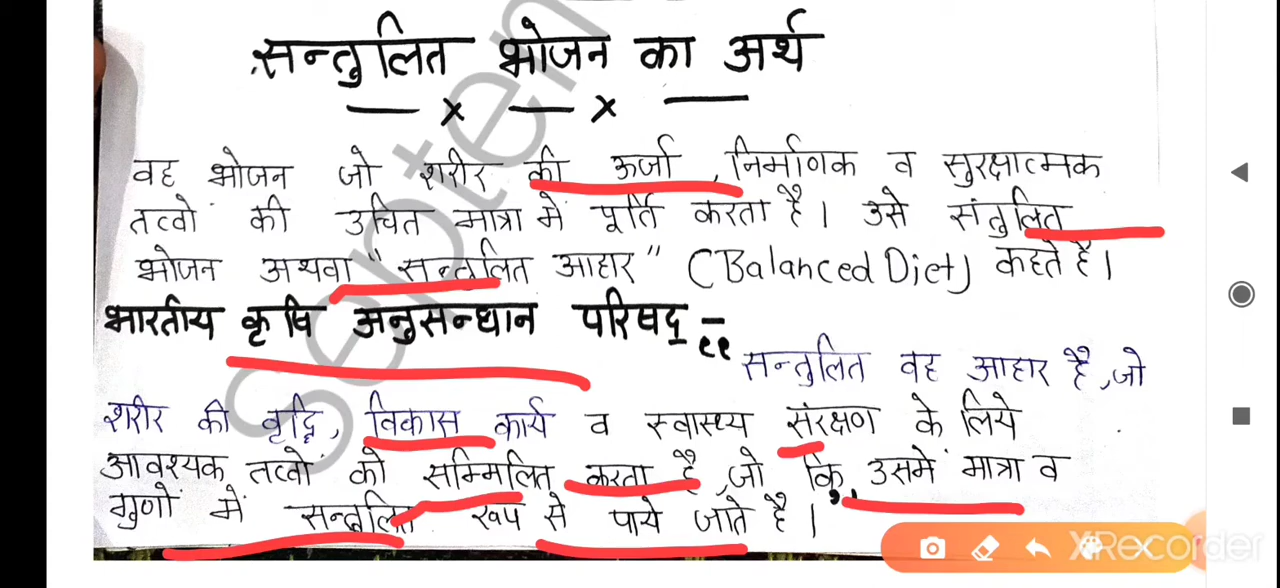 सन्तुलित भोजन का अर्थ
वह भोजन जो शरीर की ऊर्जा, निर्माणक व सुरक्षात्मक
तत्वों की उचित मात्रा में पूर्ति करता है। उसे संतुलित
भोजन अथवा "सन्तुलित आहार" (Balanced Diet) कहते हैं।
भारतीय कृषि अनुसन्धान परिषद् –
"सन्तुलित वह आहार है, जो
शरीर की वृद्धि, विकास कार्य व स्वास्थ्य संरक्षण के लिये
आवश्यक तत्वों को सम्मिलित करता है, जो कि उसमें मात्रा व
गुणों में सन्तुलित रूप से पाये जाते है।
XRecorder